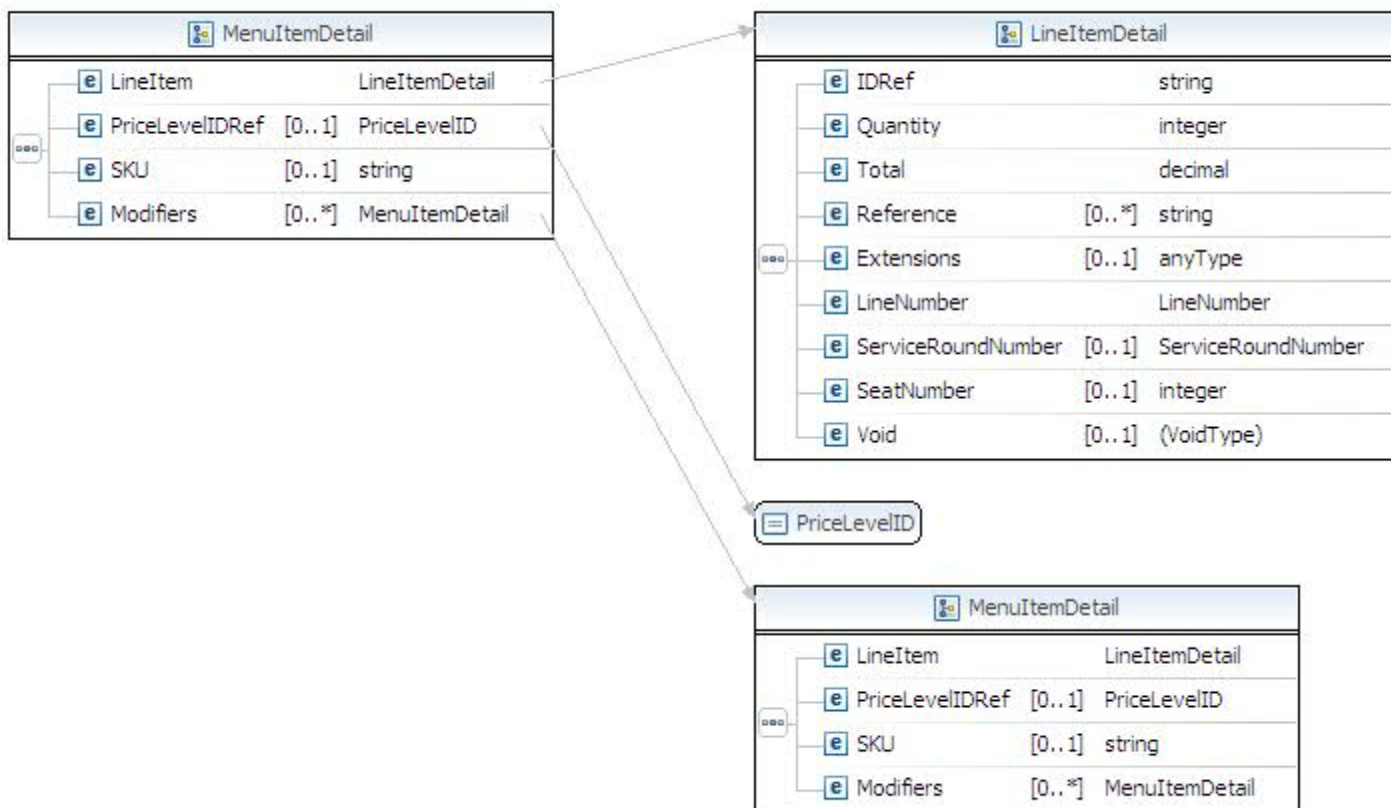 MenuItemDetail
e LineItem LineItemDetail
e PriceLevelIDRef [0..1] PriceLevelID
e SKU [0..1] string
e Modifiers [0..*] MenuItemDetail
LineItemDetail
e IDRef string
e Quantity integer
e Total decimal
e Reference [0..*] string
e Extensions [0..1] anyType
e LineNumber LineNumber
e ServiceRoundNumber [0..1] ServiceRoundNumber
e SeatNumber [0..1] integer
e Void [0..1] (VoidType)
PriceLevelID
MenuItemDetail
e LineItem LineItemDetail
e PriceLevelIDRef [0..1] PriceLevelID
e SKU [0..1] string
e Modifiers [0..*] MenuItemDetail